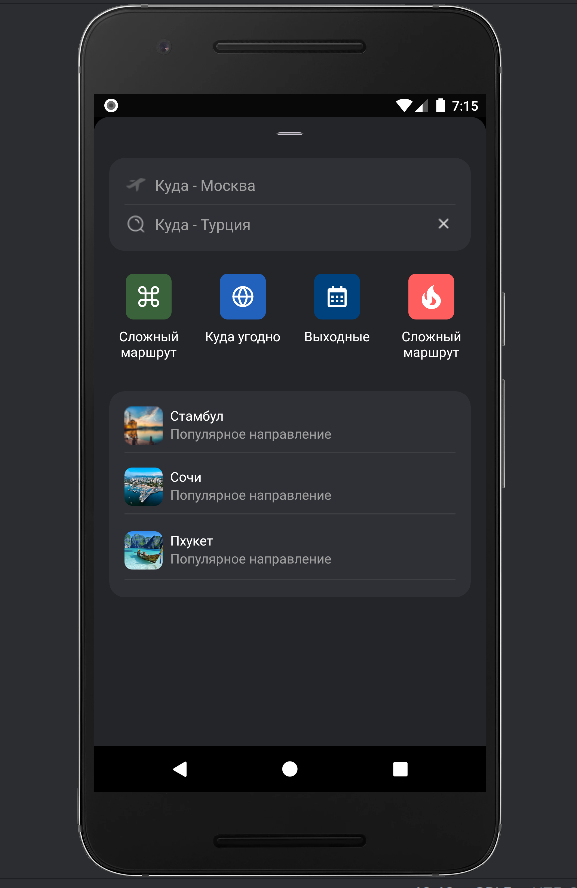 7:15
Куда - Москва
Куда - Турция
Сложный
маршрут
Куда угодно
Выходные
Сложный
маршрут
Стамбул
Популярное направление
Сочи
Популярное направление
Пхукет
Популярное направление